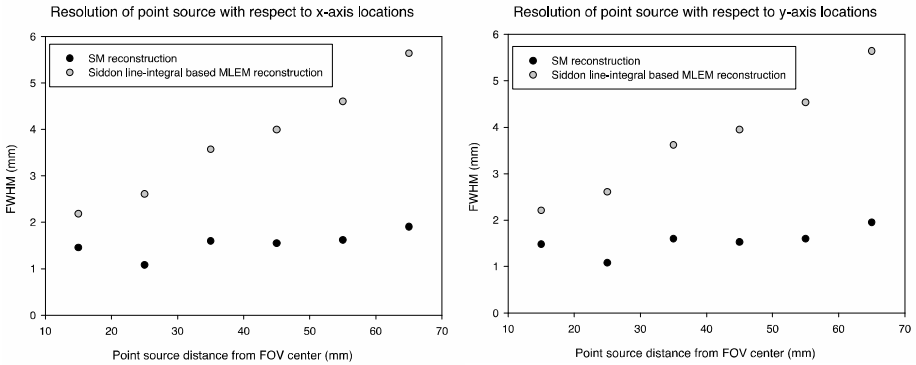 Resolution of point source with respect to x-axis locations
6
5
4
3
2
1
0
FWHM (mm)
SM reconstruction
Siddon line-integral based MLEM reconstruction
10 20 30 40 50 60 70
Point source distance from FOV center (mm)
Resolution of point source with respect to y-axis locations
6
5
4
3
2
1
0
FWHM (mm)
SM reconstruction
Siddon line-integral based MLEM reconstruction
10 20 30 40 50 60 70
Point source distance from FOV center (mm)